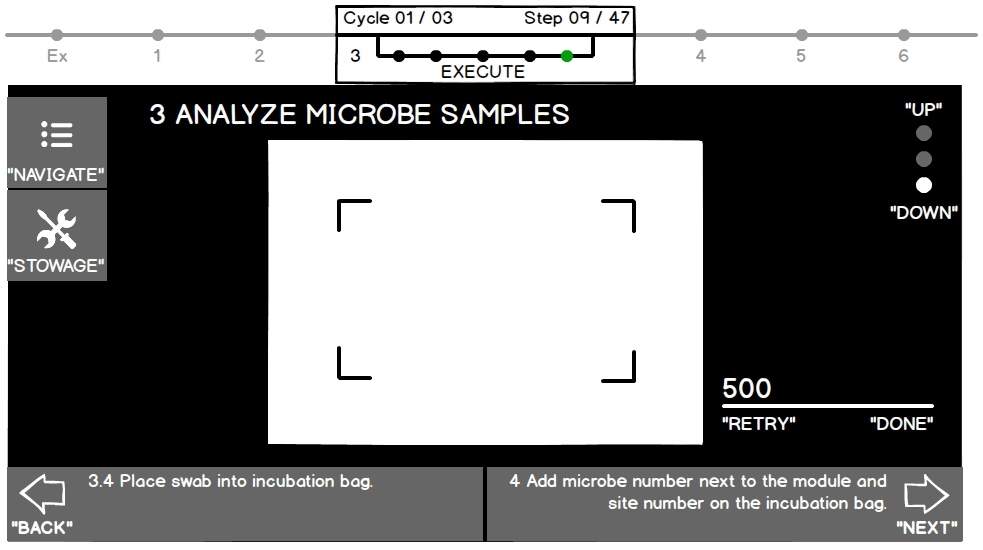 Cycle 01 / 03 Step 09 / 47
Ex 1 2 3 4 5 6
EXECUTE
3 ANALYZE MICROBE SAMPLES
"UP"
"NAVIGATE"
"DOWN"
"STOWAGE"
500
"RETRY" "DONE"
3.4 Place swab into incubation bag.
"BACK"
4 Add microbe number next to the module and
site number on the incubation bag.
"NEXT"